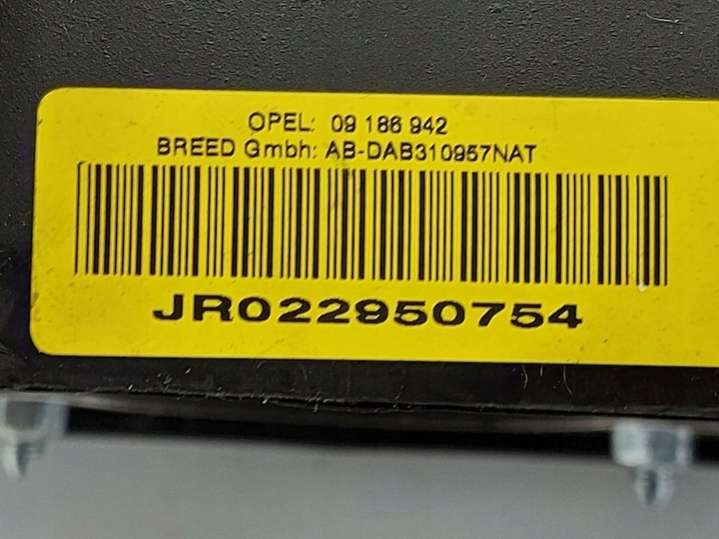 OPEL: 09 186 942
BREED Gmbh: AB-DAB310957NAT
JR022950754